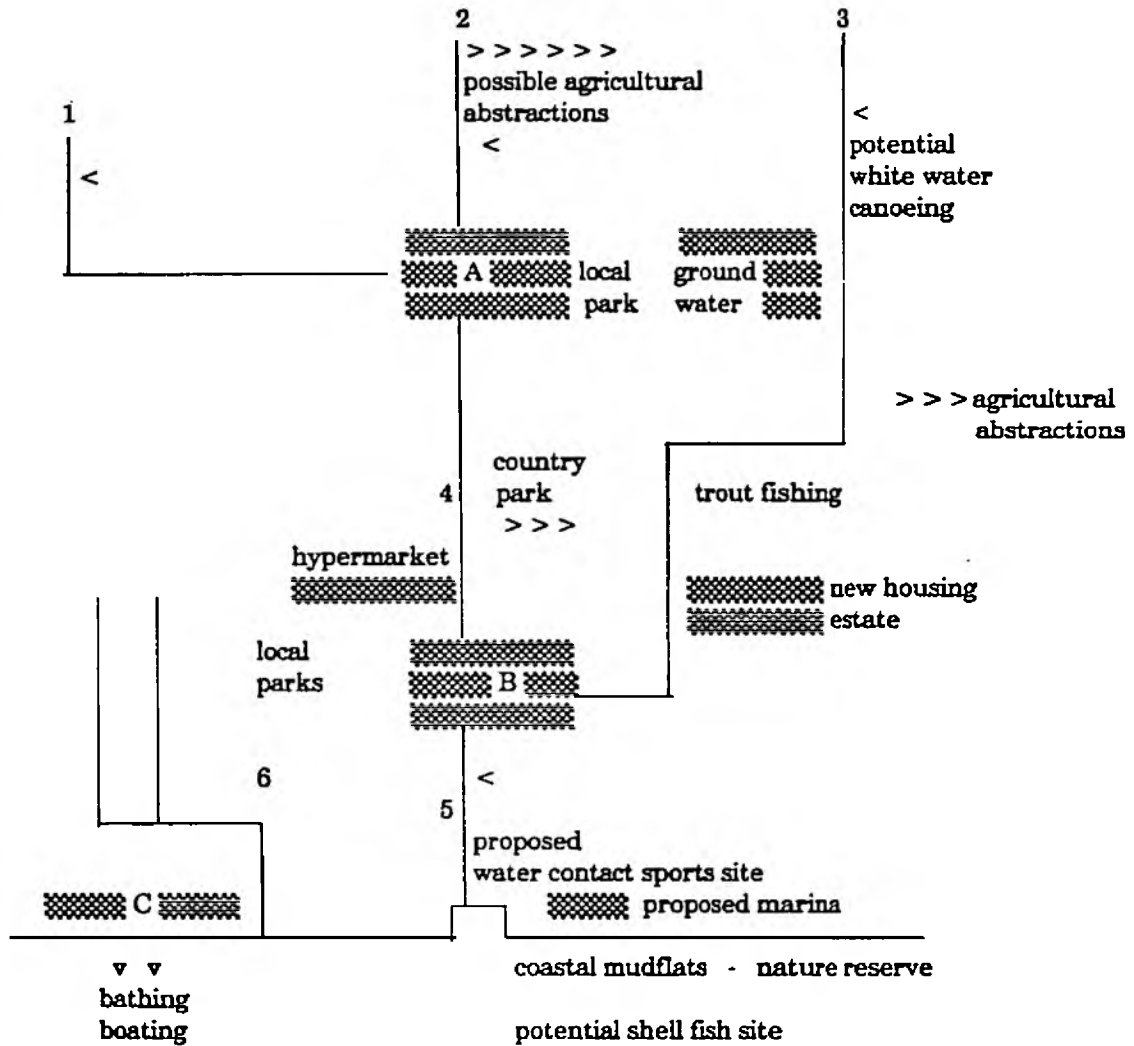 2
3
> > > > > >
possible agricultural
abstractions
<
1
<
<
potential
white water
canoeing
A
local
park
ground
water
> > > agricultural
abstractions
country
park
> > >
4
trout fishing
hypermarket
new housing
estate
local
parks
B
6
<
5
proposed
water contact sports site
C
proposed marina
bathing
boating
coastal mudflats - nature reserve
potential shell fish site